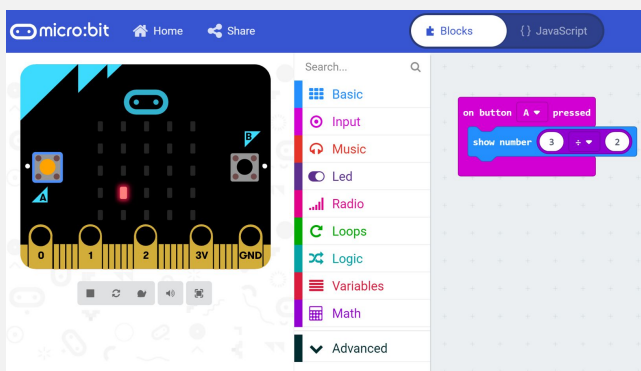 micro:bit Home Share Blocks {} JavaScript
Search...
Basic
Input
Music
Led
Radio
Loops
Logic
Variables
Math
Advanced
B
A
0 1 2 3V GND
on button A pressed
show number 3 ÷ 2